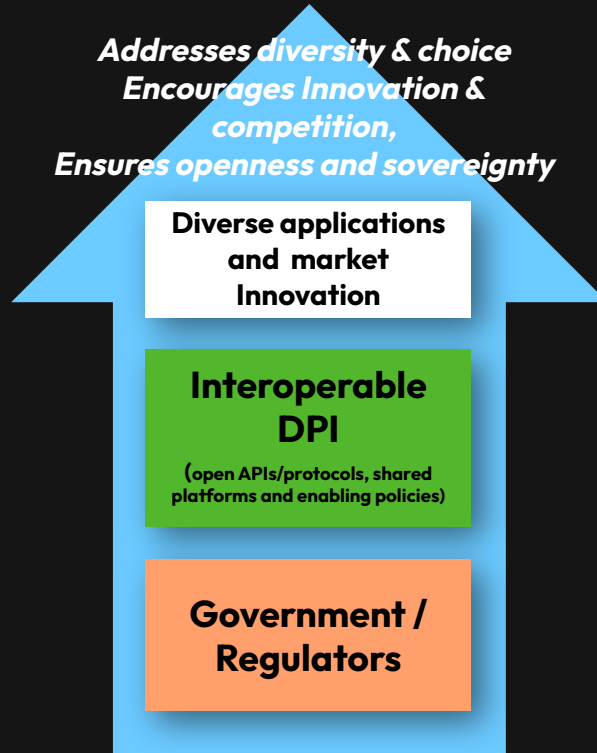 Addresses diversity & choice
Encourages Innovation &
competition,
Ensures openness and sovereignty
Diverse applications
and market
Innovation
Interoperable
DPI
(open APIs/protocols, shared
platforms and enabling policies)
Government /
Regulators